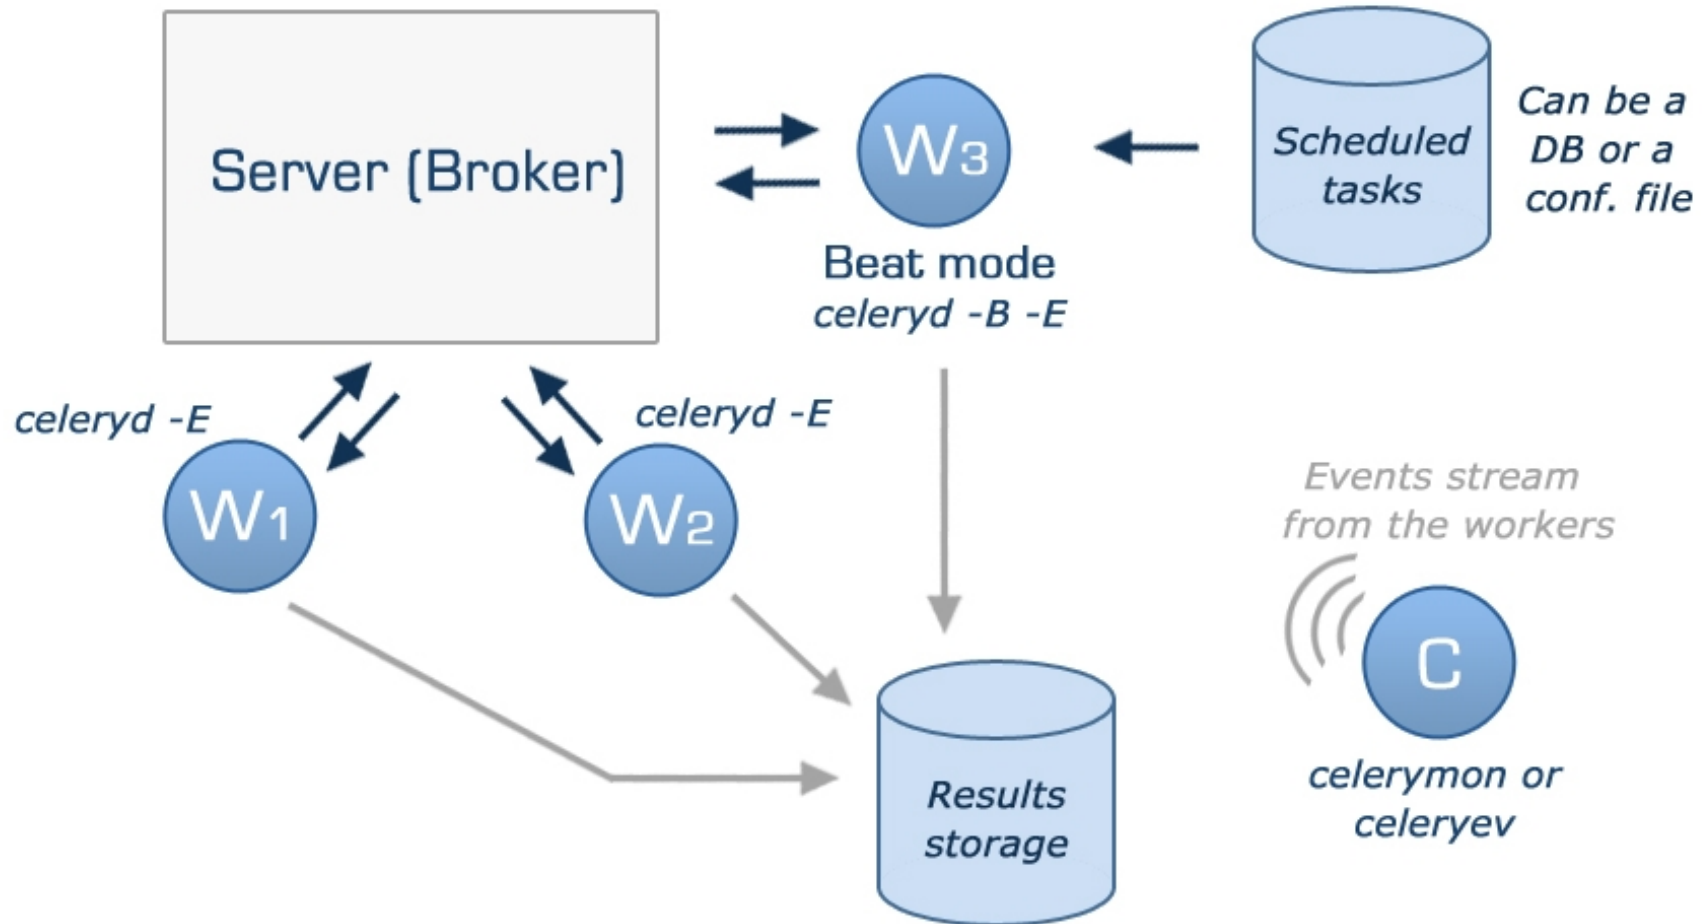 Server (Broker)
W3
Beat mode
celeryd -B -E
Scheduled
tasks
Can be a
DB or a
conf. file
celeryd -E
W1
celeryd -E
W2
Events stream
from the workers
C
celerymon or
celeryev
Results
storage